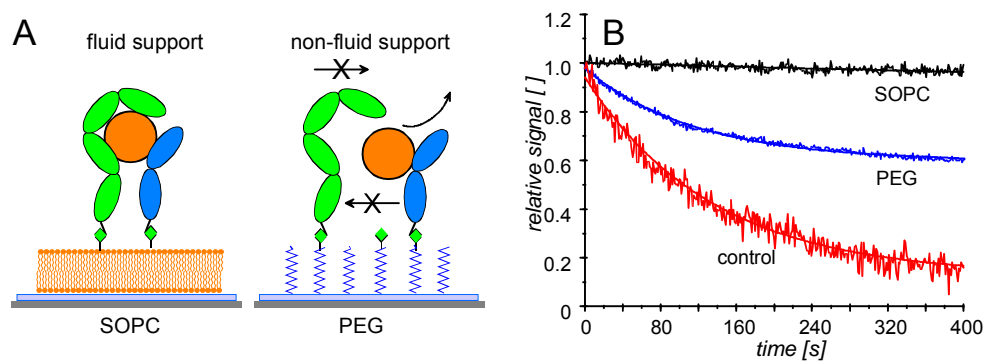 A
fluid support
non-fluid support
X
X
SOPC
PEG
B
relative signal [ ]
1.2
1.0
0.8
0.6
0.4
0.2
0
SOPC
PEG
control
0
80
160
240
320
400
time [s]